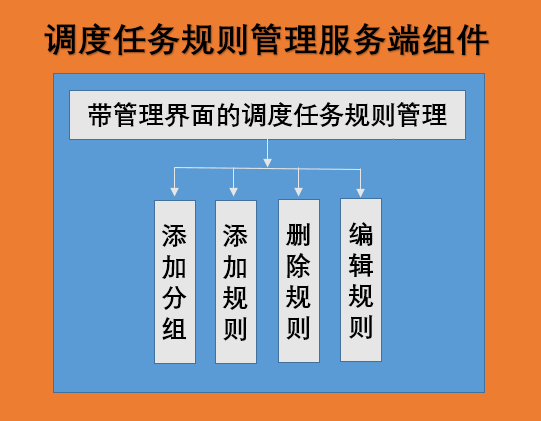 调度任务规则管理服务端组件
带管理界面的调度任务规则管理
添加分组
添加规则
删除规则
编辑规则